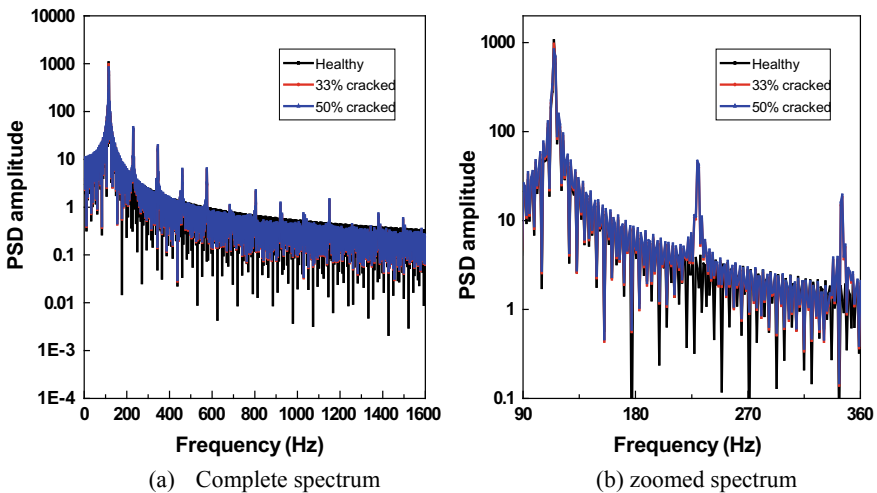 10000
1000
100
10
1
0.1
0.01
1E-3
1E-4
PSD amplitude
0 200 400 600 800 1000 1200 1400 1600
Frequency (Hz)
Healthy
33% cracked
50% cracked
(a) Complete spectrum
1000
100
10
1
0.1
PSD amplitude
90 180 270 360
Frequency (Hz)
Healthy
33% cracked
50% cracked
(b) zoomed spectrum